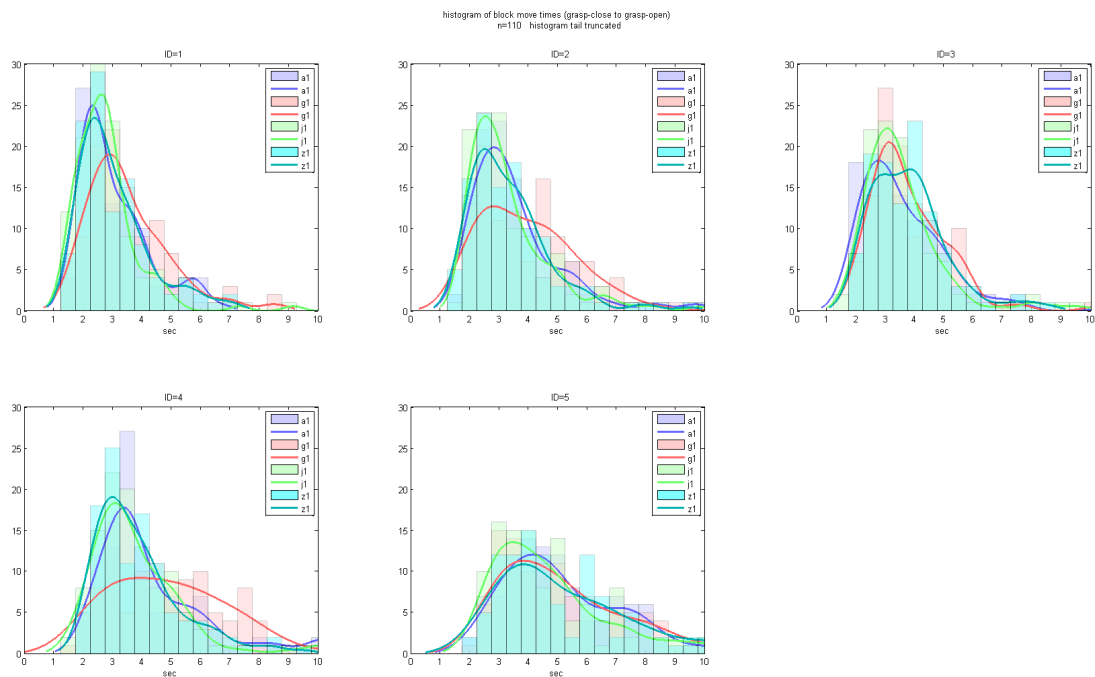 histogram of block move times (grasp-close to grasp-open)
n=110 histogram tail truncated
ID=1
30
25
20
15
10
5
0
0 1 2 3 4 5 6 7 8 9 10
sec
a1
a1
g1
g1
j1
j1
z1
z1
ID=2
30
25
20
15
10
5
0
0 1 2 3 4 5 6 7 8 9 10
sec
a1
a1
g1
g1
j1
j1
z1
z1
ID=3
30
25
20
15
10
5
0
0 1 2 3 4 5 6 7 8 9 10
sec
a1
a1
g1
g1
j1
j1
z1
z1
ID=4
30
25
20
15
10
5
0
0 1 2 3 4 5 6 7 8 9 10
sec
a1
a1
g1
g1
j1
j1
z1
z1
ID=5
30
25
20
15
10
5
0
0 1 2 3 4 5 6 7 8 9 10
sec
a1
a1
g1
g1
j1
j1
z1
z1